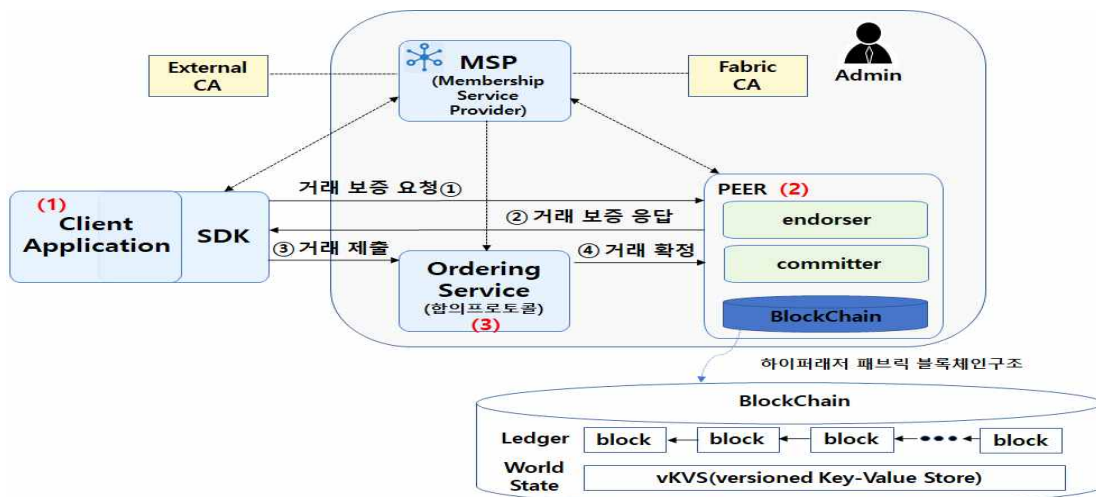 MSP
(Membership
Service
Provider)
External
CA
Fabric
CA
Admin
(1)
Client
Application
SDK
거래 보증 요청①
② 거래 보증 응답
③ 거래 제출
④ 거래 확정
Ordering
Service
(합의프로토콜)
(3)
PEER (2)
endorser
committer
BlockChain
하이퍼래저 패브릭 블록체인구조
BlockChain
Ledger block block block ●●● block
World
State
vKVS(versioned Key-Value Store)